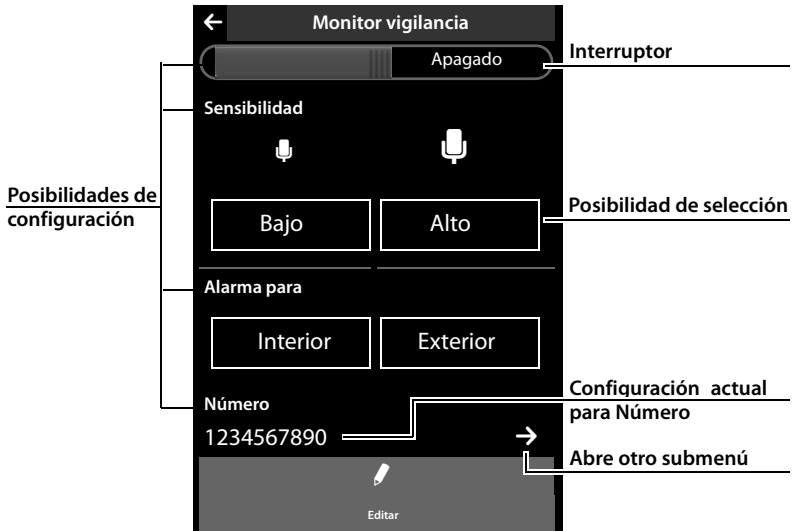 Monitor vigilancia
Apagado
Interruptor
Sensibilidad
Posibilidades de
configuración
Bajo
Alto
Posibilidad de selección
Alarma para
Interior
Exterior
Configuración actual
para Número
Número
1234567890
Abre otro submenú
Editar